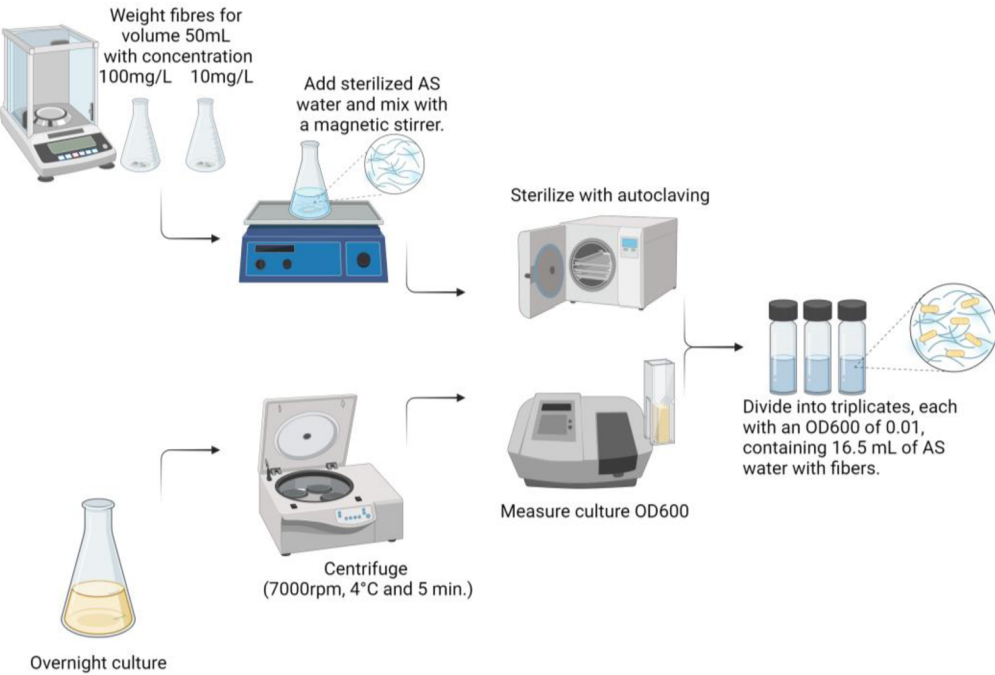 Weight fibres for
volume 50mL
with concentration
100mg/L 10mg/L
Add sterilized AS
water and mix with
a magnetic stirrer.
Sterilize with autoclaving
Divide into triplicates, each
with an OD600 of 0.01,
containing 16.5 mL of AS
water with fibers.
Measure culture OD600
Centrifuge
(7000rpm, 4°C and 5 min.)
Overnight culture